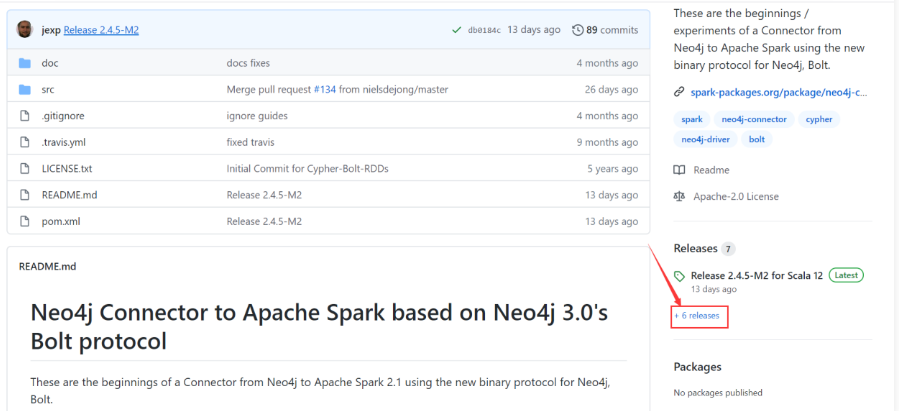 jexp Release 2.4.5-M2 db0184c 13 days ago 89 commits
doc docs fixes 4 months ago
src Merge pull request #134 from nielsdejong/master 26 days ago
.gitignore ignore guides 4 months ago
.travis.yml fixed travis 9 months ago
LICENSE.txt Initial Commit for Cypher-Bolt-RDDs 5 years ago
README.md Release 2.4.5-M2 13 days ago
pom.xml Release 2.4.5-M2 13 days ago
README.md
Neo4j Connector to Apache Spark based on Neo4j 3.0's
Bolt protocol
These are the beginnings of a Connector from Neo4j to Apache Spark 2.1 using the new binary protocol for Neo4j,
Bolt.
These are the beginnings /
experiments of a Connector from
Neo4j to Apache Spark using the new
binary protocol for Neo4j, Bolt.
spark-packages.org/package/neo4j-c...
spark neo4j-connector cypher
neo4j-driver bolt
Readme
Apache-2.0 License
Releases 7
Release 2.4.5-M2 for Scala 12 Latest
13 days ago
+ 6 releases
Packages
No packages published